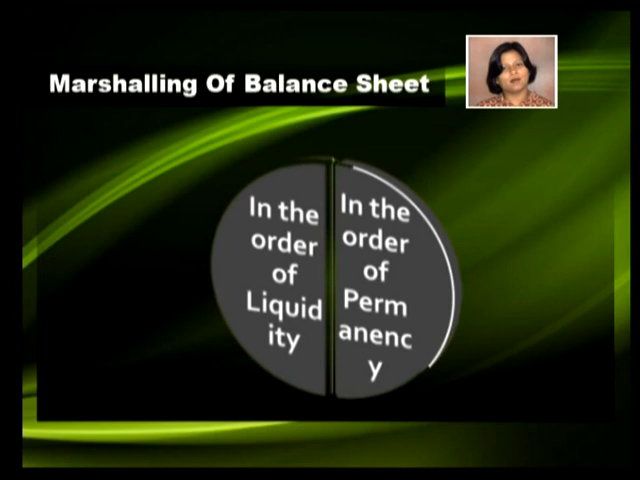 Marshalling Of Balance Sheet
In the
order
of
Liquid
ity
In the
order
of
Perm
anenc
y